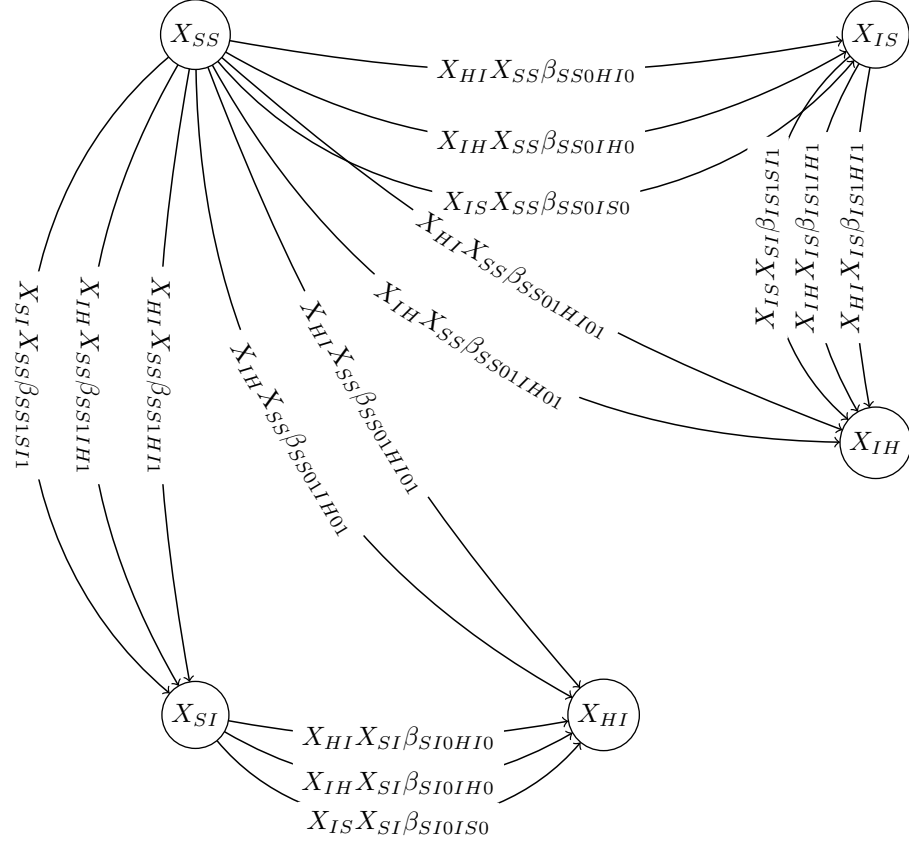 X_{SS}
X_{IS}
X_{HI}X_{SS}β_{SS0HI0}
X_{IH}X_{SS}β_{SS0IH0}
X_{IS}X_{SS}β_{SS0IS0}
X_{HI}X_{SS}β_{SS01HI01}
X_{IH}X_{SS}β_{SS01IH01}
X_{IS}X_{SI}β_{IS1SI1}
X_{IH}X_{IS}β_{IS1IH1}
X_{HI}X_{IS}β_{IS1HI1}
X_{SI}X_{SS}β_{SS1SI1}
X_{IH}X_{SS}β_{SS1IH1}
X_{HI}X_{SS}β_{SS1HI1}
X_{IH}X_{SS}β_{SS01IH01}
X_{HI}X_{SS}β_{SS01HI01}
X_{IH}
X_{SI}
X_{HI}
X_{HI}X_{SI}β_{SI0HI0}
X_{IH}X_{SI}β_{SI0IH0}
X_{IS}X_{SI}β_{SI0IS0}